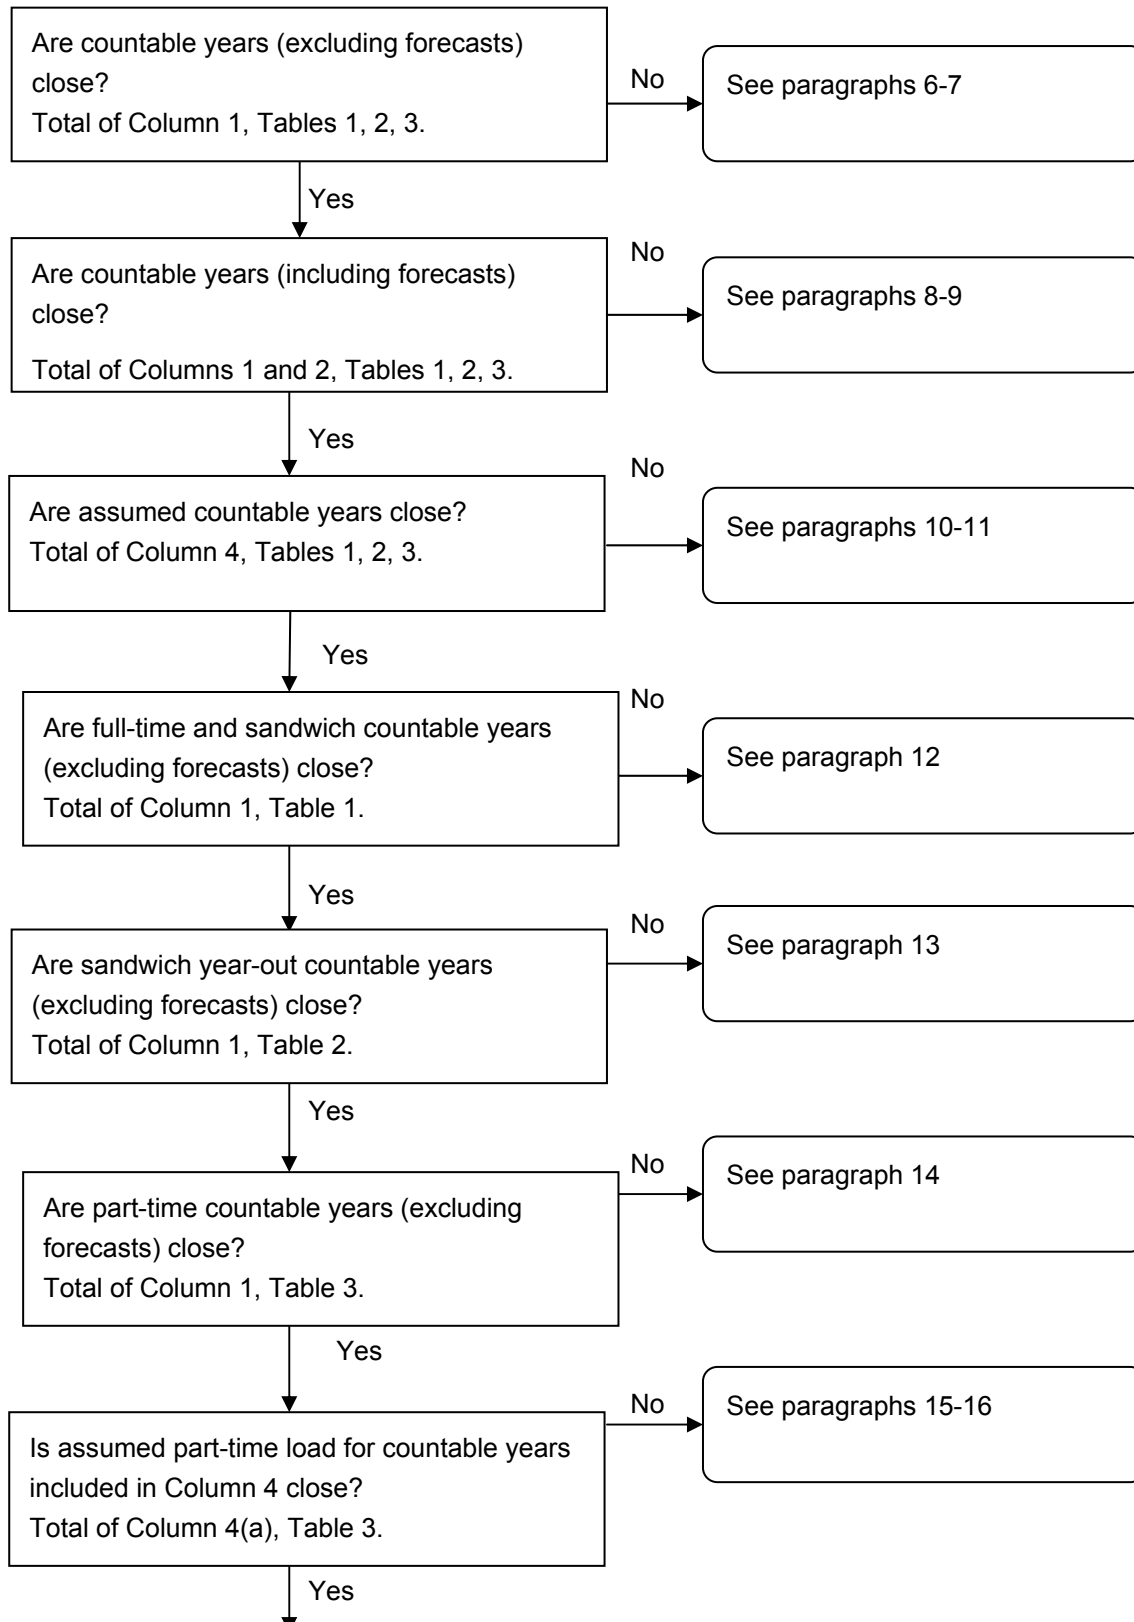 Are countable years (excluding forecasts)
close?
Total of Column 1, Tables 1, 2, 3.
No
See paragraphs 6-7
Yes
Are countable years (including forecasts)
close?
Total of Columns 1 and 2, Tables 1, 2, 3.
No
See paragraphs 8-9
Yes
Are assumed countable years close?
Total of Column 4, Tables 1, 2, 3.
No
See paragraphs 10-11
Yes
Are full-time and sandwich countable years
(excluding forecasts) close?
Total of Column 1, Table 1.
No
See paragraph 12
Yes
Are sandwich year-out countable years
(excluding forecasts) close?
Total of Column 1, Table 2.
No
See paragraph 13
Yes
Are part-time countable years (excluding
forecasts) close?
Total of Column 1, Table 3.
No
See paragraph 14
Yes
Is assumed part-time load for countable years
included in Column 4 close?
Total of Column 4(a), Table 3.
No
See paragraphs 15-16
Yes